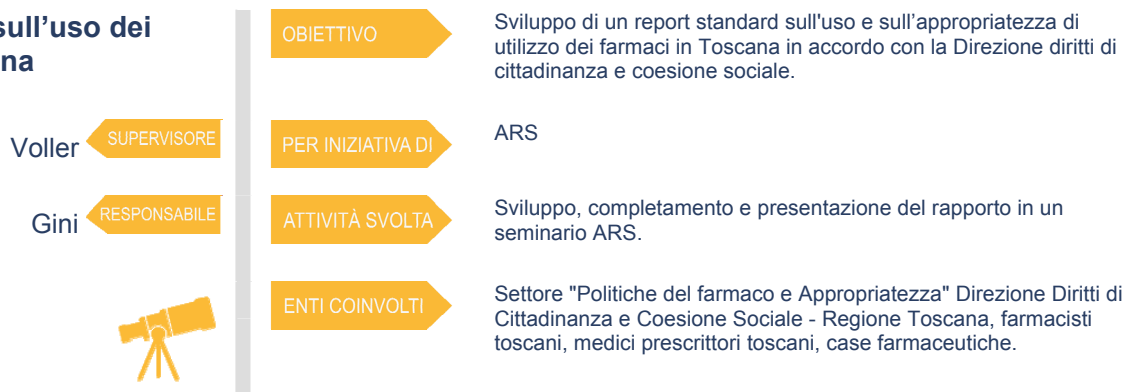 sull'uso dei
na
Voller
SUPERVISORE
Gini
RESPONSABILE
OBIETTIVO
Sviluppo di un report standard sull'uso e sull’appropriatezza di
utilizzo dei farmaci in Toscana in accordo con la Direzione diritti di
cittadinanza e coesione sociale.
PER INIZIATIVA DI
ARS
ATTIVITÀ SVOLTA
Sviluppo, completamento e presentazione del rapporto in un
seminario ARS.
ENTI COINVOLTI
Settore "Politiche del farmaco e Appropriatezza" Direzione Diritti di
Cittadinanza e Coesione Sociale - Regione Toscana, farmacisti
toscani, medici prescrittori toscani, case farmaceutiche.